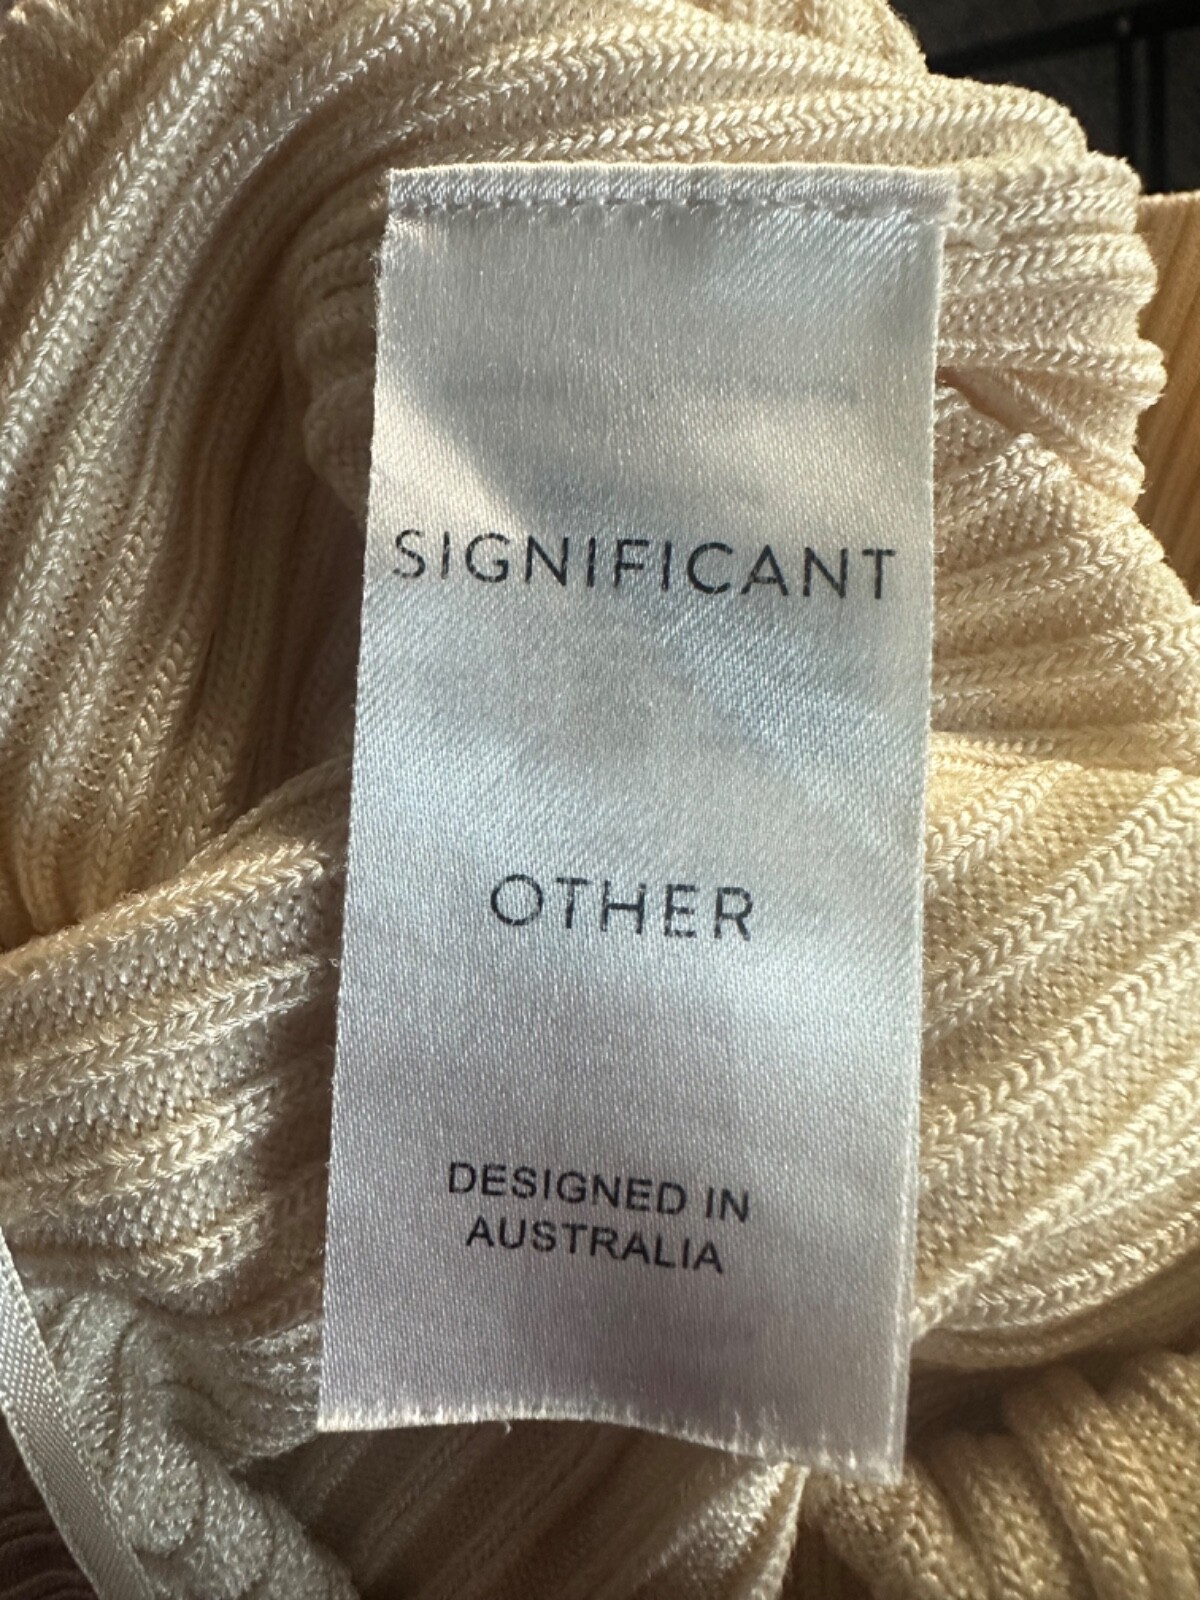 SIGNIFICANT
OTHER
DESIGNED IN
AUSTRALIA